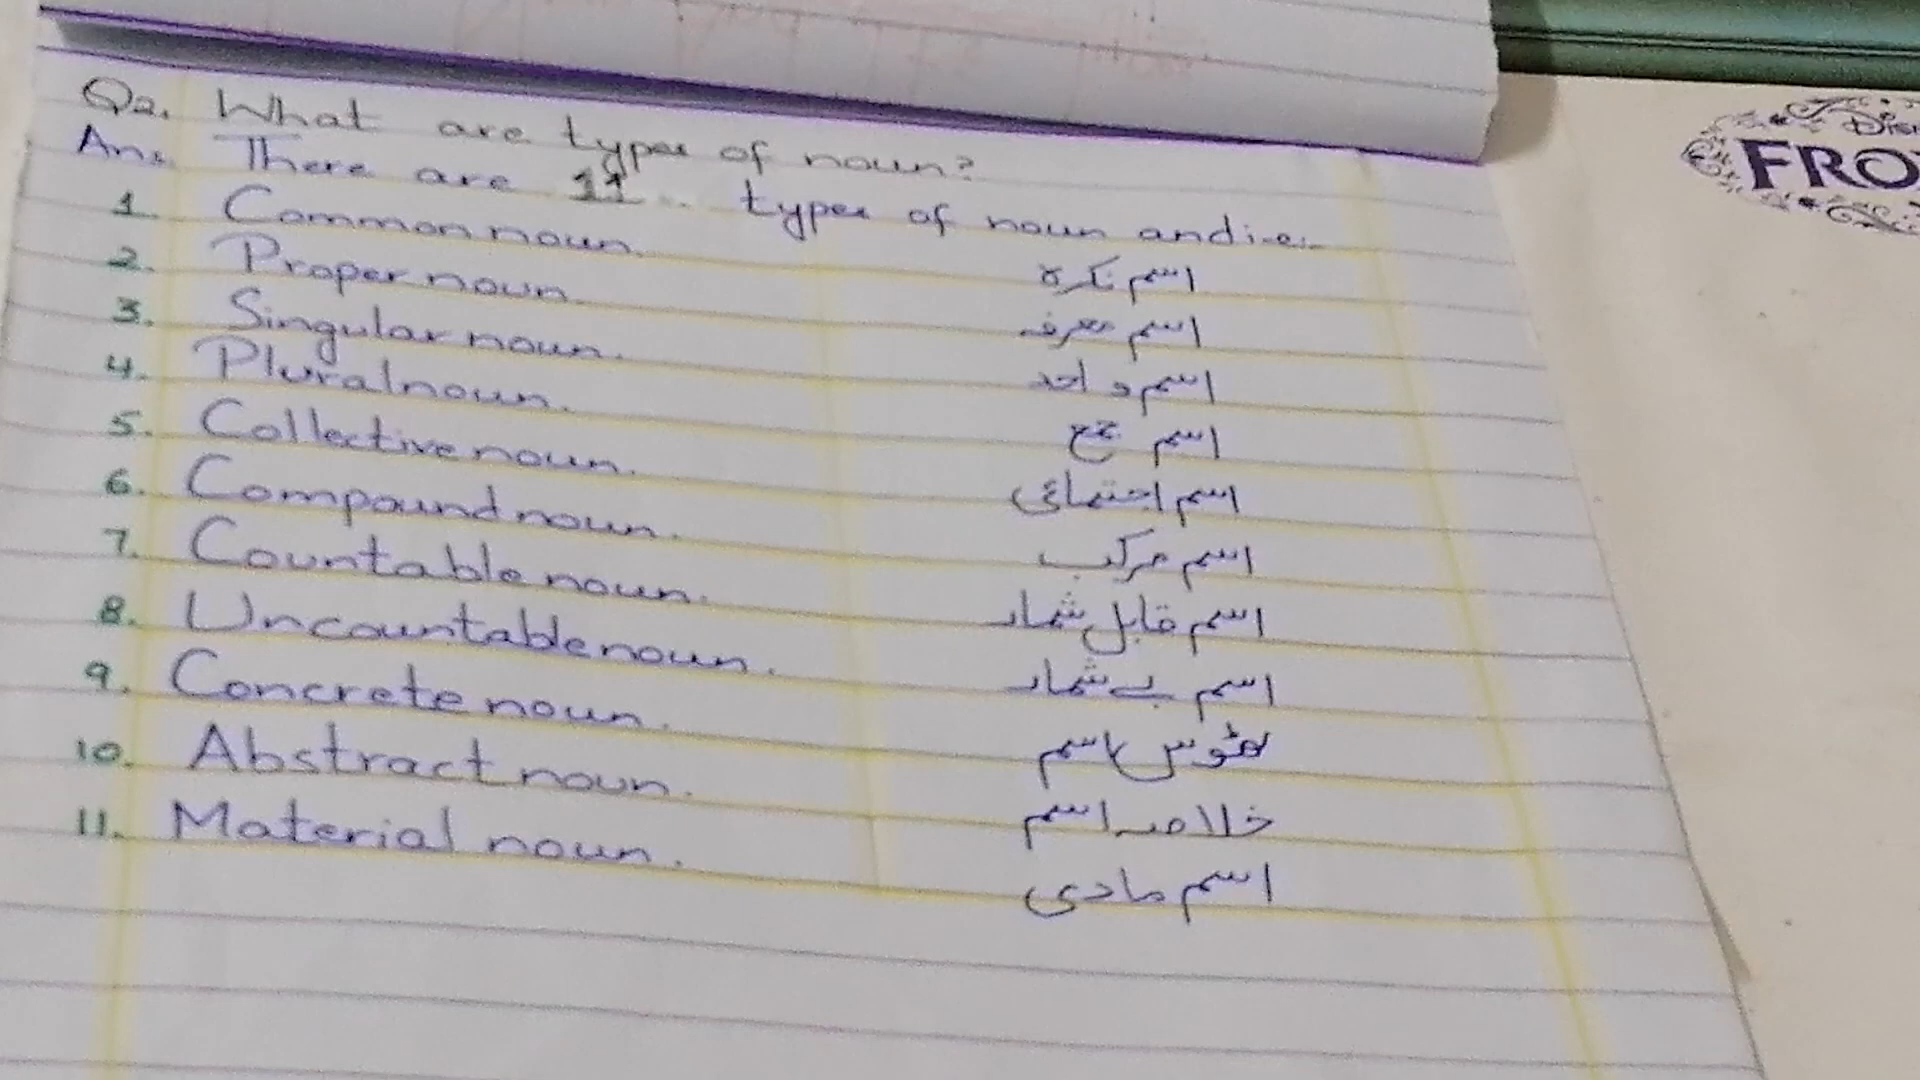 Q2. What are types of noun?
Ans. There are 11 types of noun and i.e:-
1. Common noun. اسم نکرہ
2. Proper noun. اسم معرفہ
3. Singular noun. اسم واحد
4. Plural noun. اسم جمع
5. Collective noun. اسم اجتماعی
6. Compound noun. اسم مرکب
7. Countable noun. اسم قابل شمار
8. Uncountable noun. اسم بے شمار
9. Concrete noun. ٹھوس اسم
10. Abstract noun. خلاصہ اسم
11. Material noun. اسم مادی